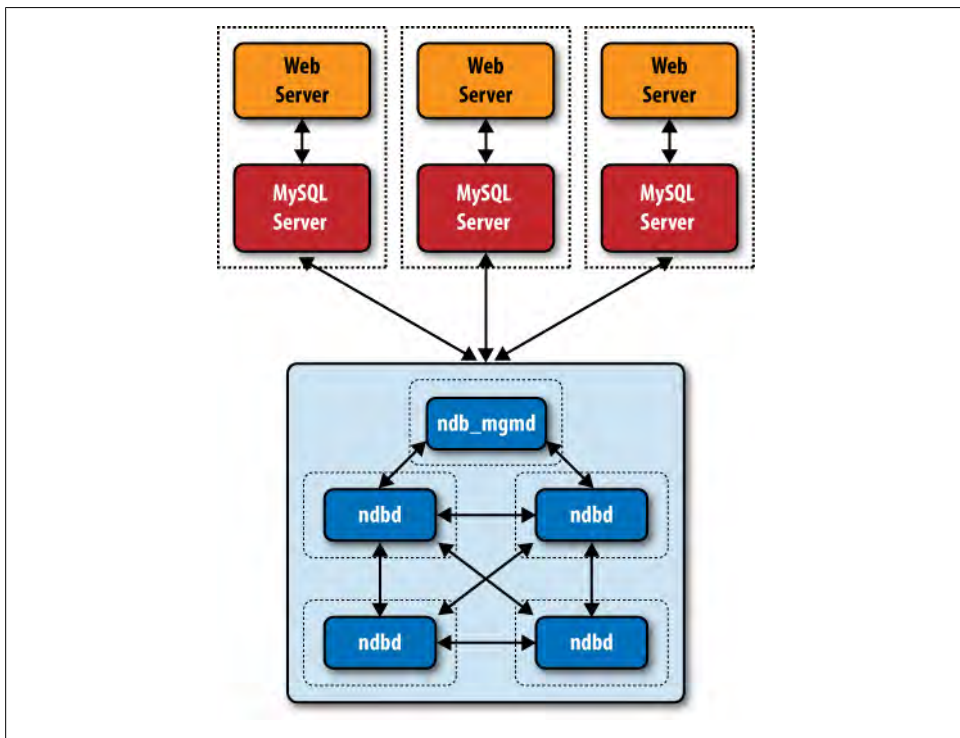 Web
Server
Web
Server
Web
Server
MySQL
Server
MySQL
Server
MySQL
Server
ndb_mgmd
ndbd
ndbd
ndbd
ndbd